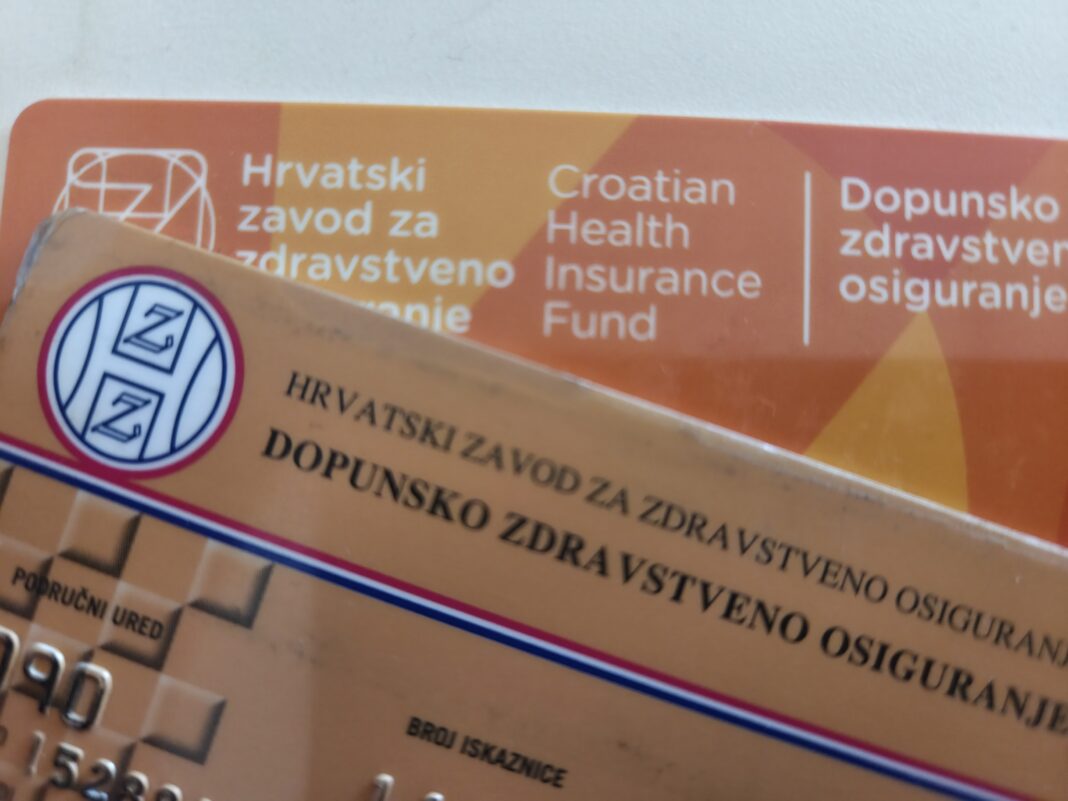 Hrvatski
zavod za
zdravstveno
Croatian
Health
Insurance
Fund
Dopunsko
zdravstven
osiguranje
Z
Z
HRVATSKI ZAVOD ZA ZDRAVSTVENO OSIGURANJ
DOPUNSKO ZDRAVSTVENO OSIGURANJE
PODRUČNI URED
090
BROJ ISKAZNICE